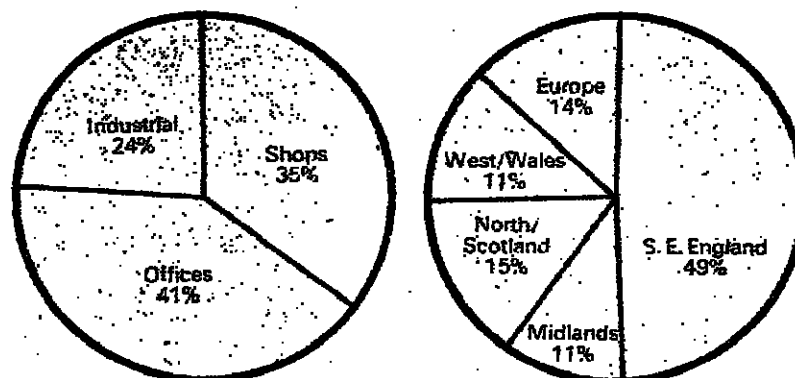 Industrial
24%
Shops
35%
Offices
41%
Europe
14%
West/Wales
11%
North/
Scotland
15%
S. E. England
49%
Midlands
11%